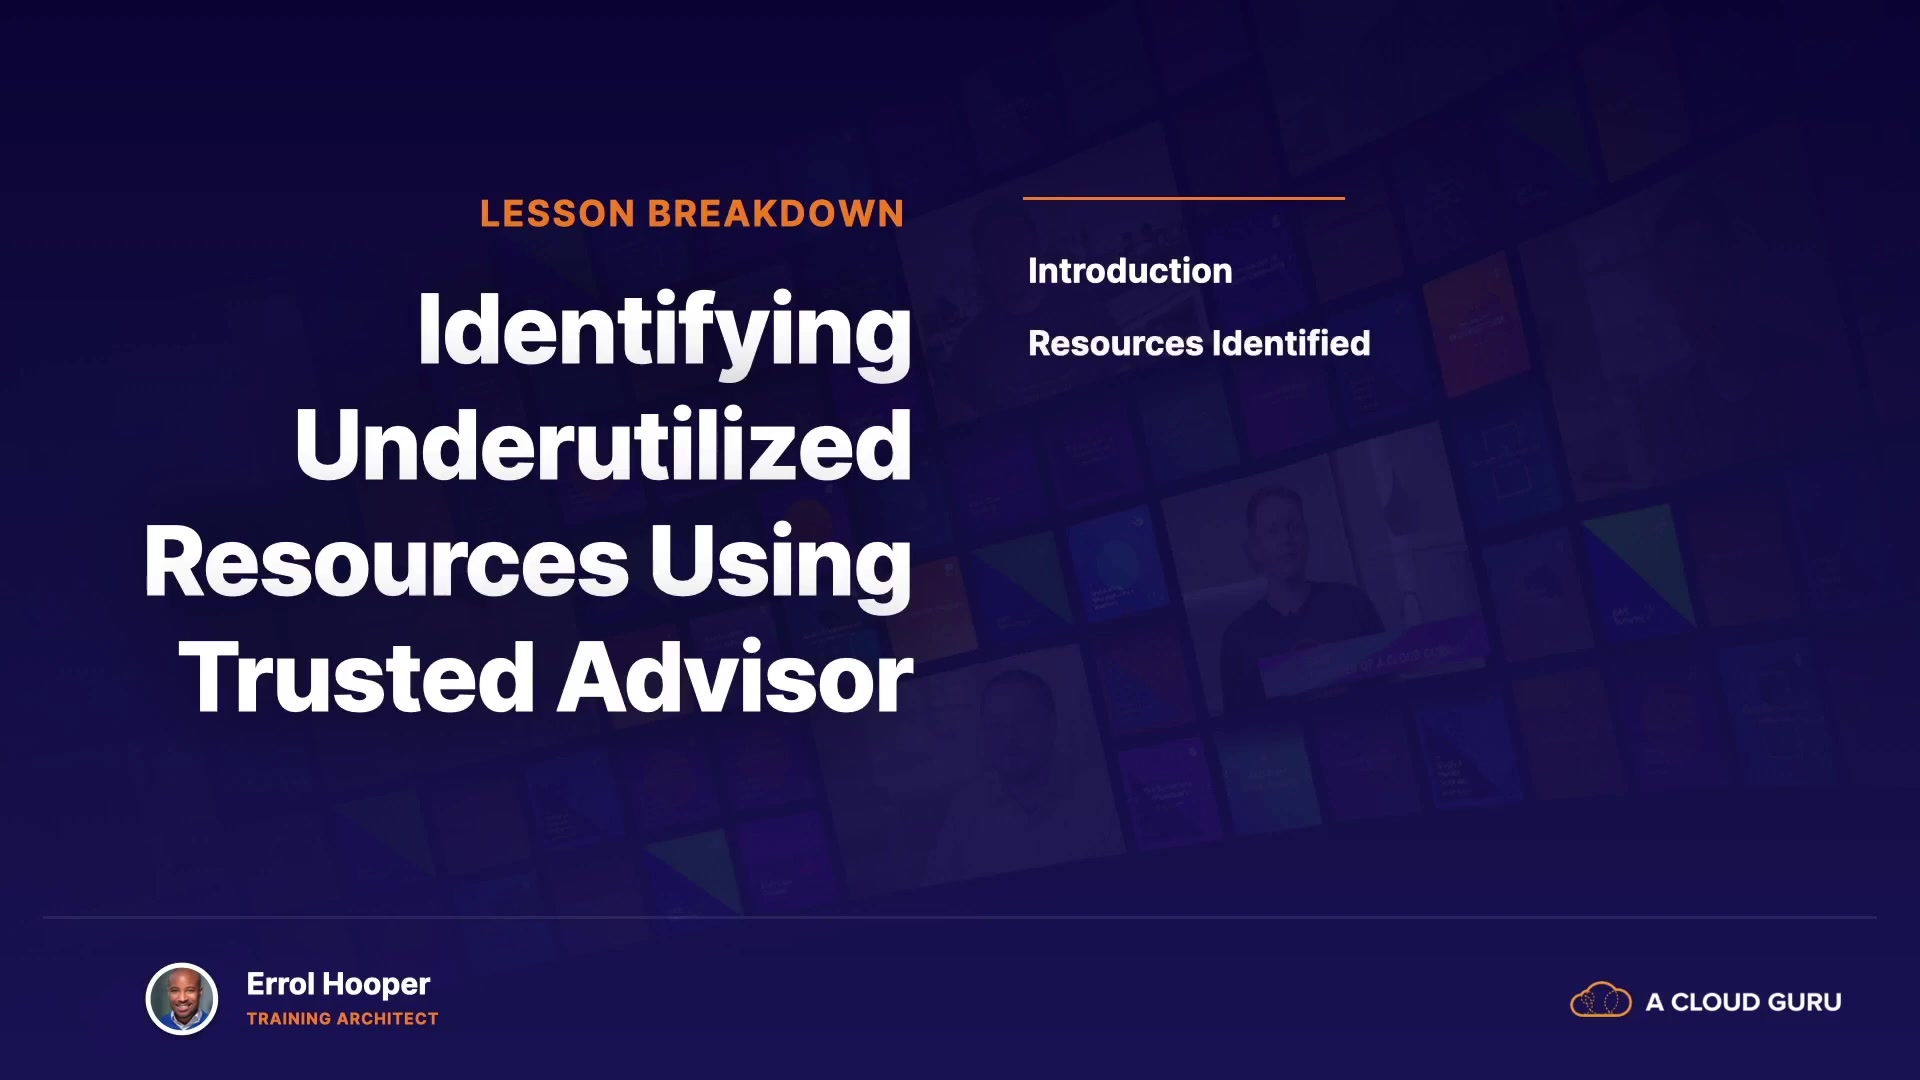 LESSON BREAKDOWN
Identifying
Underutilized
Resources Using
Trusted Advisor
Introduction
Resources Identified
Errol Hooper
TRAINING ARCHITECT
A CLOUD GURU